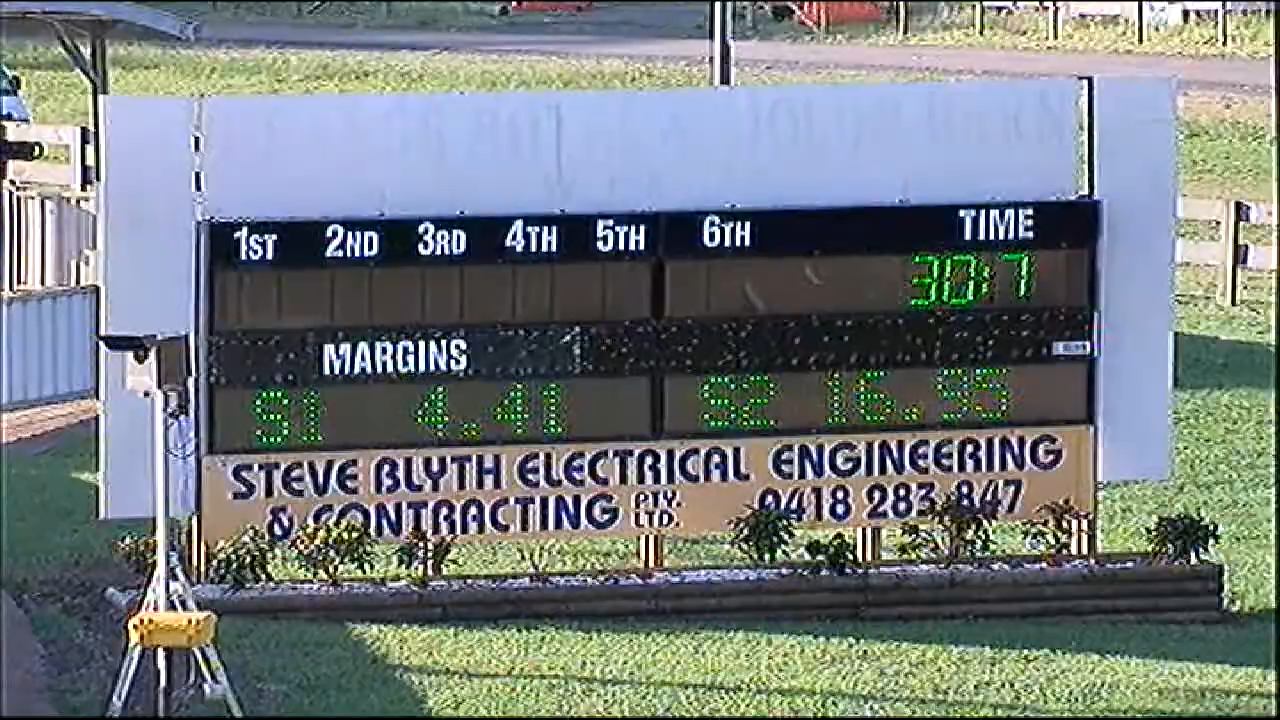 1ST 2ND 3RD 4TH 5TH 6TH TIME
30:7
MARGINS
S1 4.41 S2 16.95
STEVE BLYTH ELECTRICAL ENGINEERING
& CONTRACTING PTY. LTD. 0418 283 847